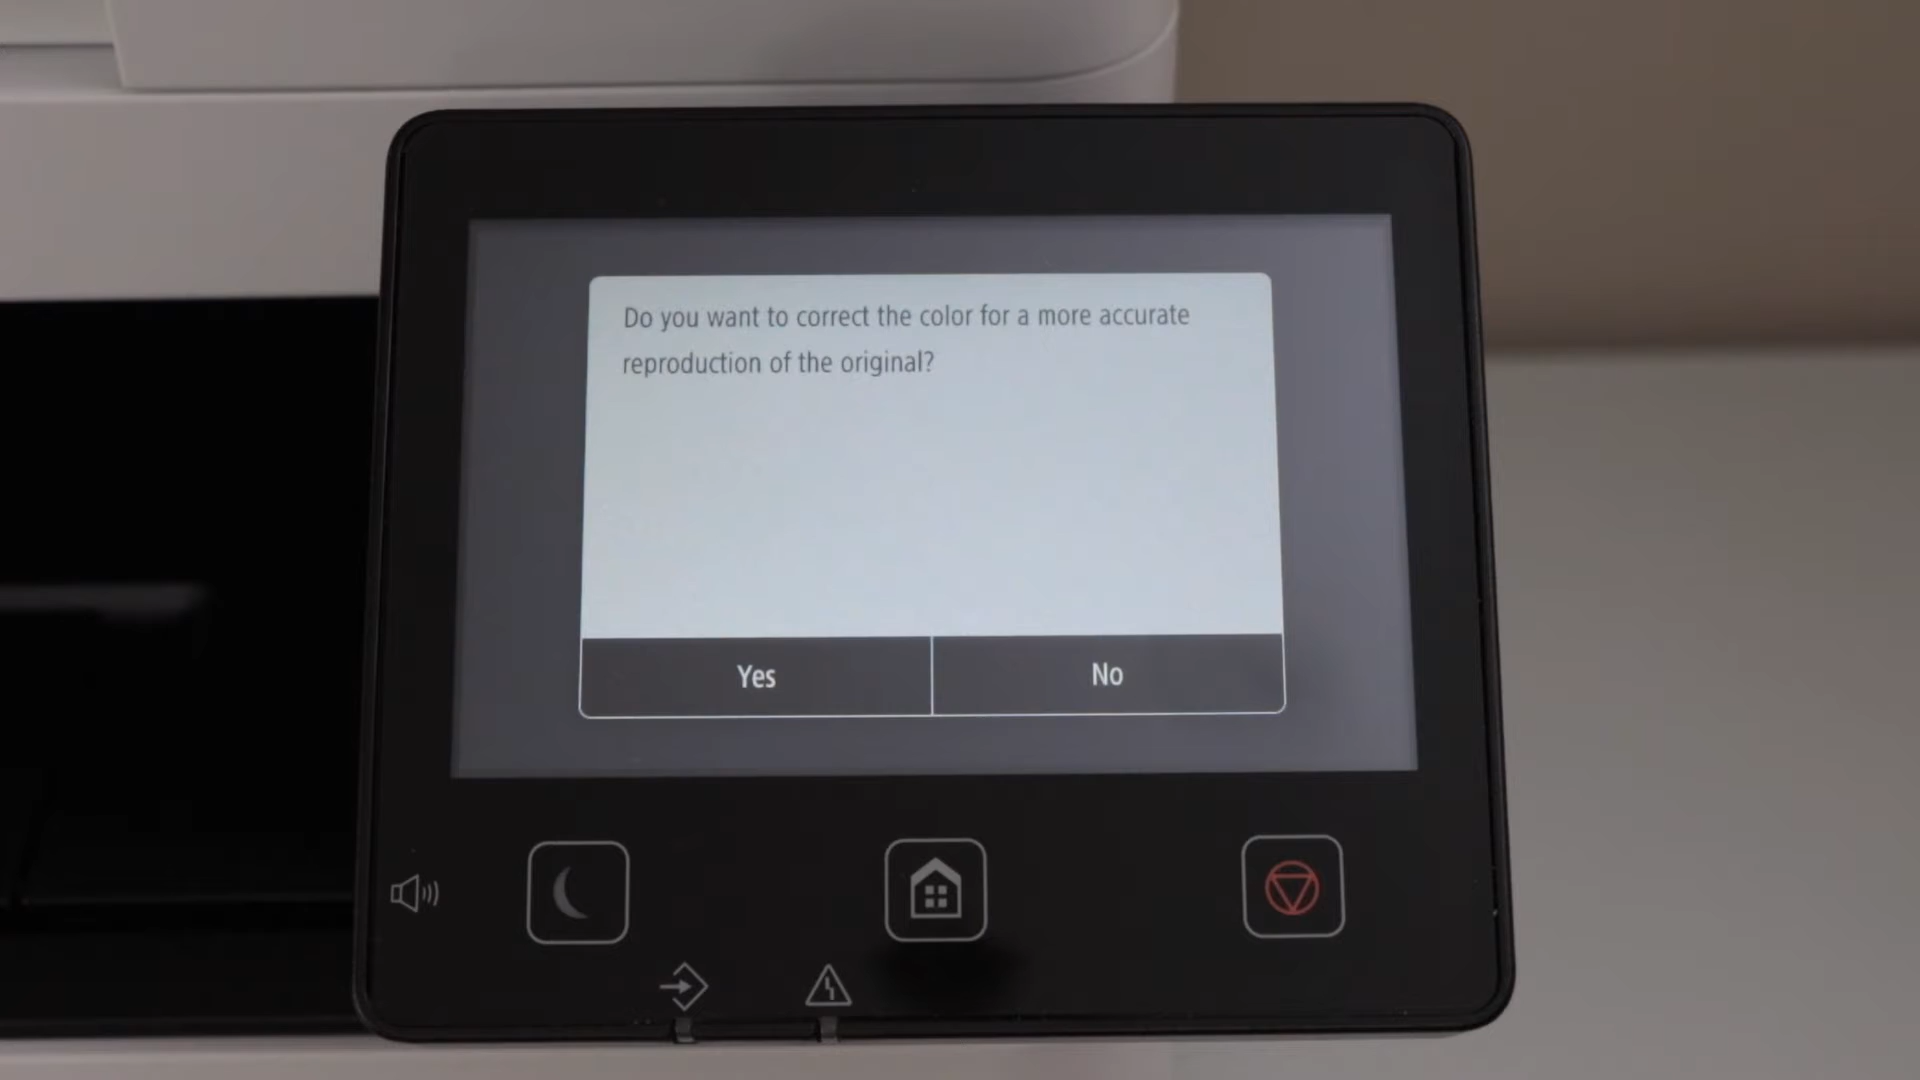 Do you want to correct the color for a more accurate
reproduction of the original?
Yes
No